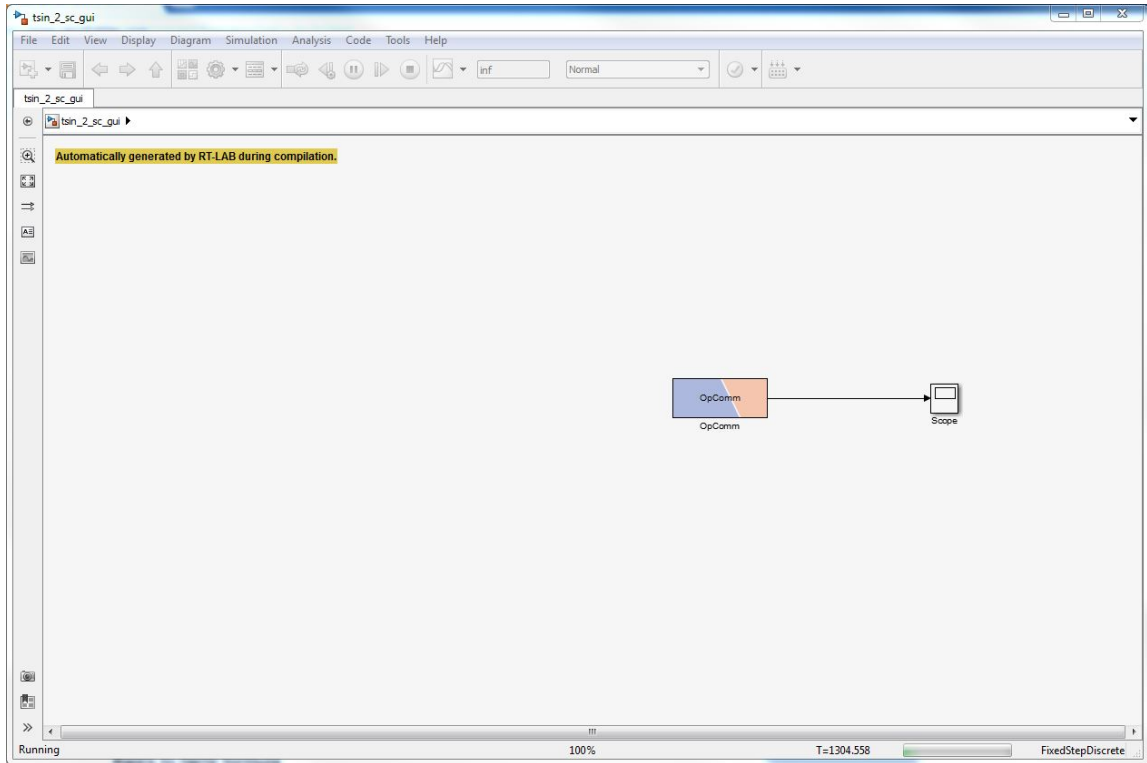 tsin_2_sc_gui
File Edit View Display Diagram Simulation Analysis Code Tools Help
inf Normal
tsin_2_sc_gui
tsin_2_sc_gui
Automatically generated by RT-LAB during compilation.
OpComm
OpComm
Scope
Running 100% T=1304.558 FixedStepDiscrete